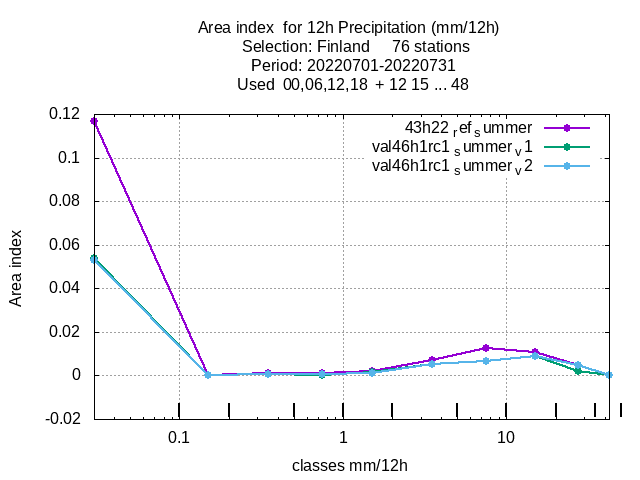 Area index  for 12h Precipitation (mm/12h)
Selection: Finland     76 stations
Period: 20220701-20220731
Used  00,06,12,18  + 12 15 ... 48
0.12
0.1
0.08
0.06
0.04
0.02
0
-0.02
Area index
43h22 ref summer
val46h1rc1 summer v1
val46h1rc1 summer v2
0.1
1
10
classes mm/12h